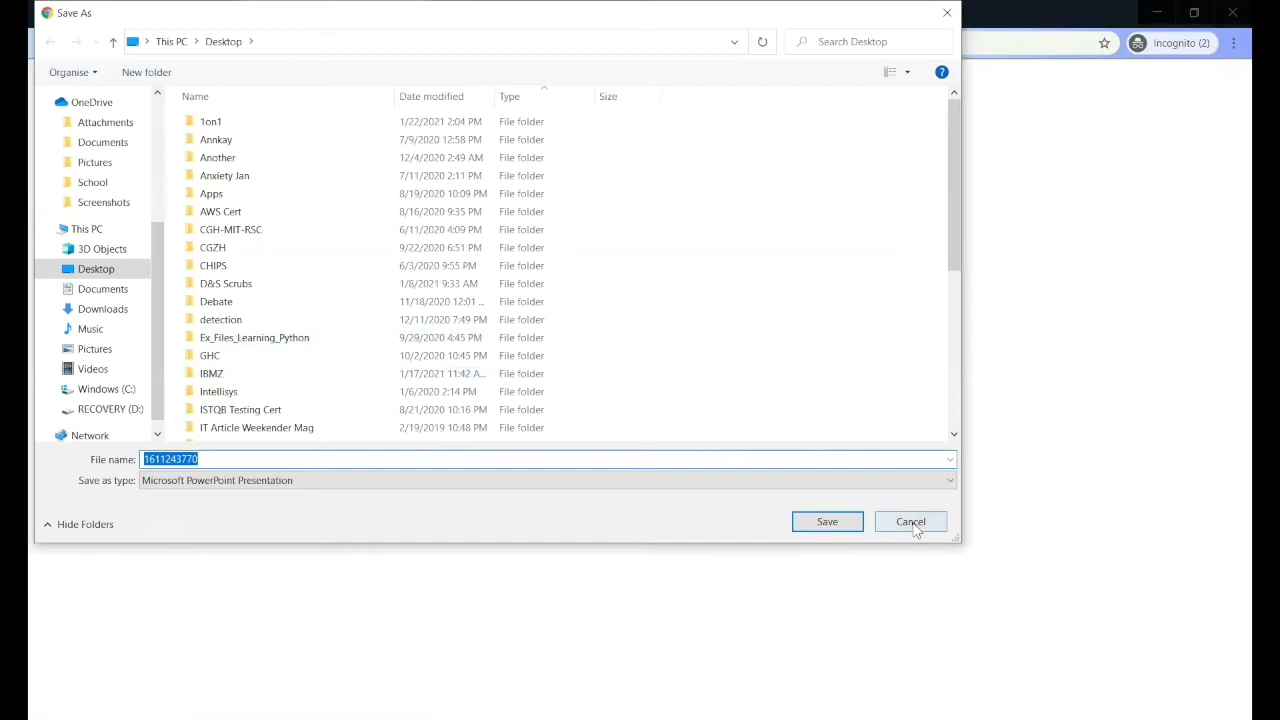 Save As
This PC > Desktop >
Search Desktop
Incognito (2)
Organise
New folder
?
Name Date modified Type Size
OneDrive
Attachments
Documents
Pictures
School
Screenshots
This PC
3D Objects
Desktop
Documents
Downloads
Music
Pictures
Videos
Windows (C:)
RECOVERY (D:)
Network
1on1 1/22/2021 2:04 PM File folder
Annkay 7/9/2020 12:58 PM File folder
Another 12/4/2020 2:49 AM File folder
Anxiety Jan 7/11/2020 2:11 PM File folder
Apps 8/19/2020 10:09 PM File folder
AWS Cert 8/16/2020 9:35 PM File folder
CGH-MIT-RSC 6/11/2020 4:09 PM File folder
CGZH 9/22/2020 6:51 PM File folder
CHIPS 6/3/2020 9:55 PM File folder
D&S Scrubs 1/8/2021 9:33 AM File folder
Debate 11/18/2020 12:01 ... File folder
detection 12/11/2020 7:49 PM File folder
Ex_Files_Learning_Python 9/29/2020 4:45 PM File folder
GHC 10/2/2020 10:45 PM File folder
IBMZ 1/17/2021 11:42 A... File folder
Intellisys 1/6/2020 2:14 PM File folder
ISTQB Testing Cert 8/21/2020 10:16 PM File folder
IT Article Weekender Mag 2/19/2019 10:48 PM File folder
File name: 1611243770
Save as type: Microsoft PowerPoint Presentation
Hide Folders
Save
Cancel